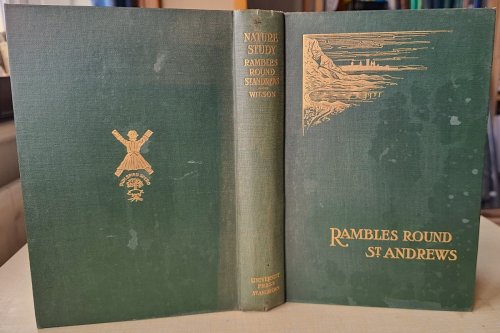 NATURE
STUDY
RAMBLES
ROUND
ST ANDREWS
WILSON
UNIVERSITY
PRESS
ST ANDREWS
RAMBLES ROUND
ST ANDREWS